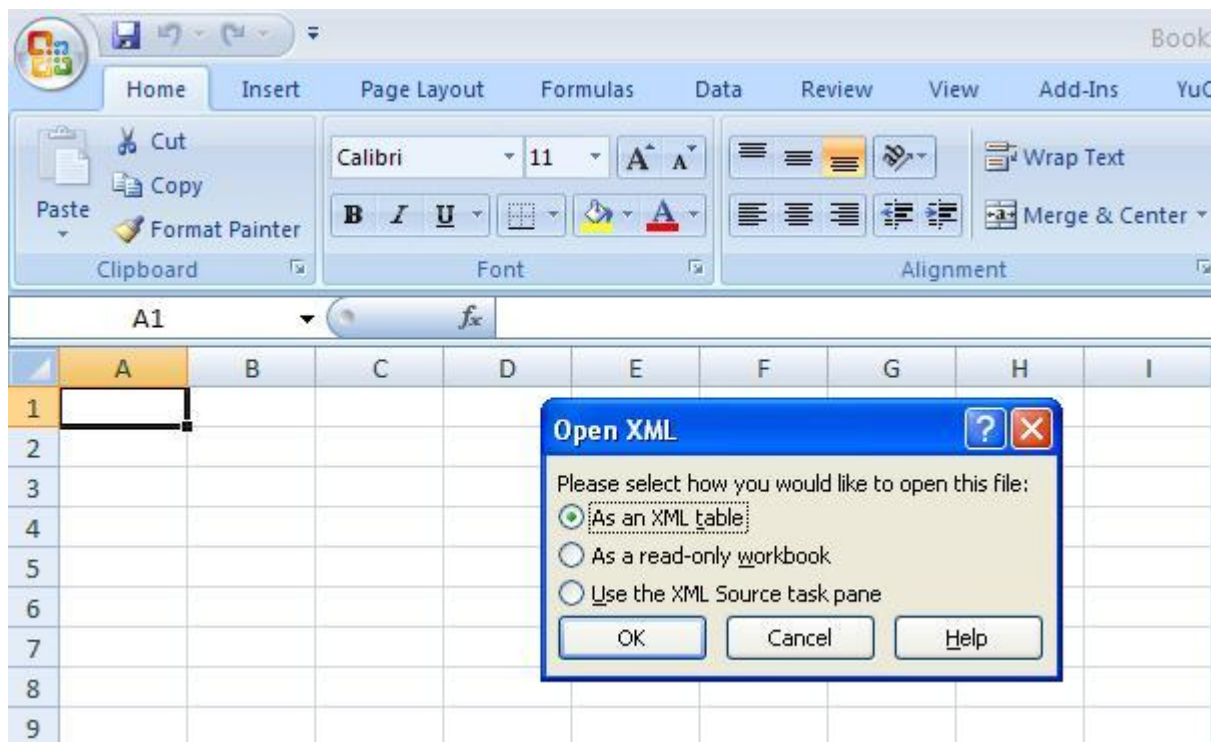 Book
Home Insert Page Layout Formulas Data Review View Add-Ins YuC
Cut
Copy
Paste
Format Painter
Calibri 11 A A
B I U A
Wrap Text
a Merge & Center
Clipboard Font Alignment
A1 fx
A B C D E F G H I
1
2
3
4
5
6
7
8
9
Open XML
Please select how you would like to open this file:
As an XML table
As a read-only workbook
Use the XML Source task pane
OK Cancel Help